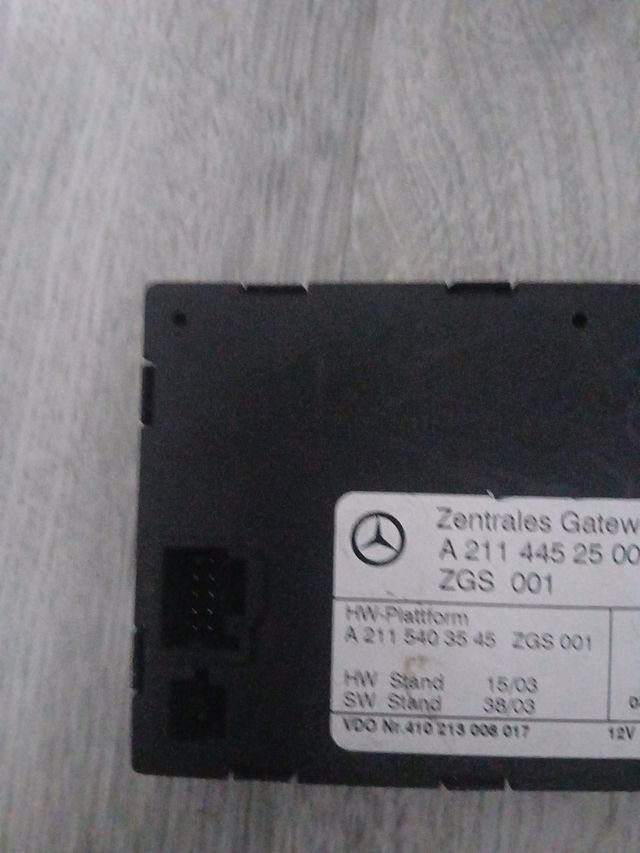 Zentrales Gatew
A 211 445 25 00
ZGS 001
HW-Plattform
A 211 540 35 45 ZGS 001
HW Stand 15/03
SW Stand 38/03
VDO Nr.410 213 008 017 12V